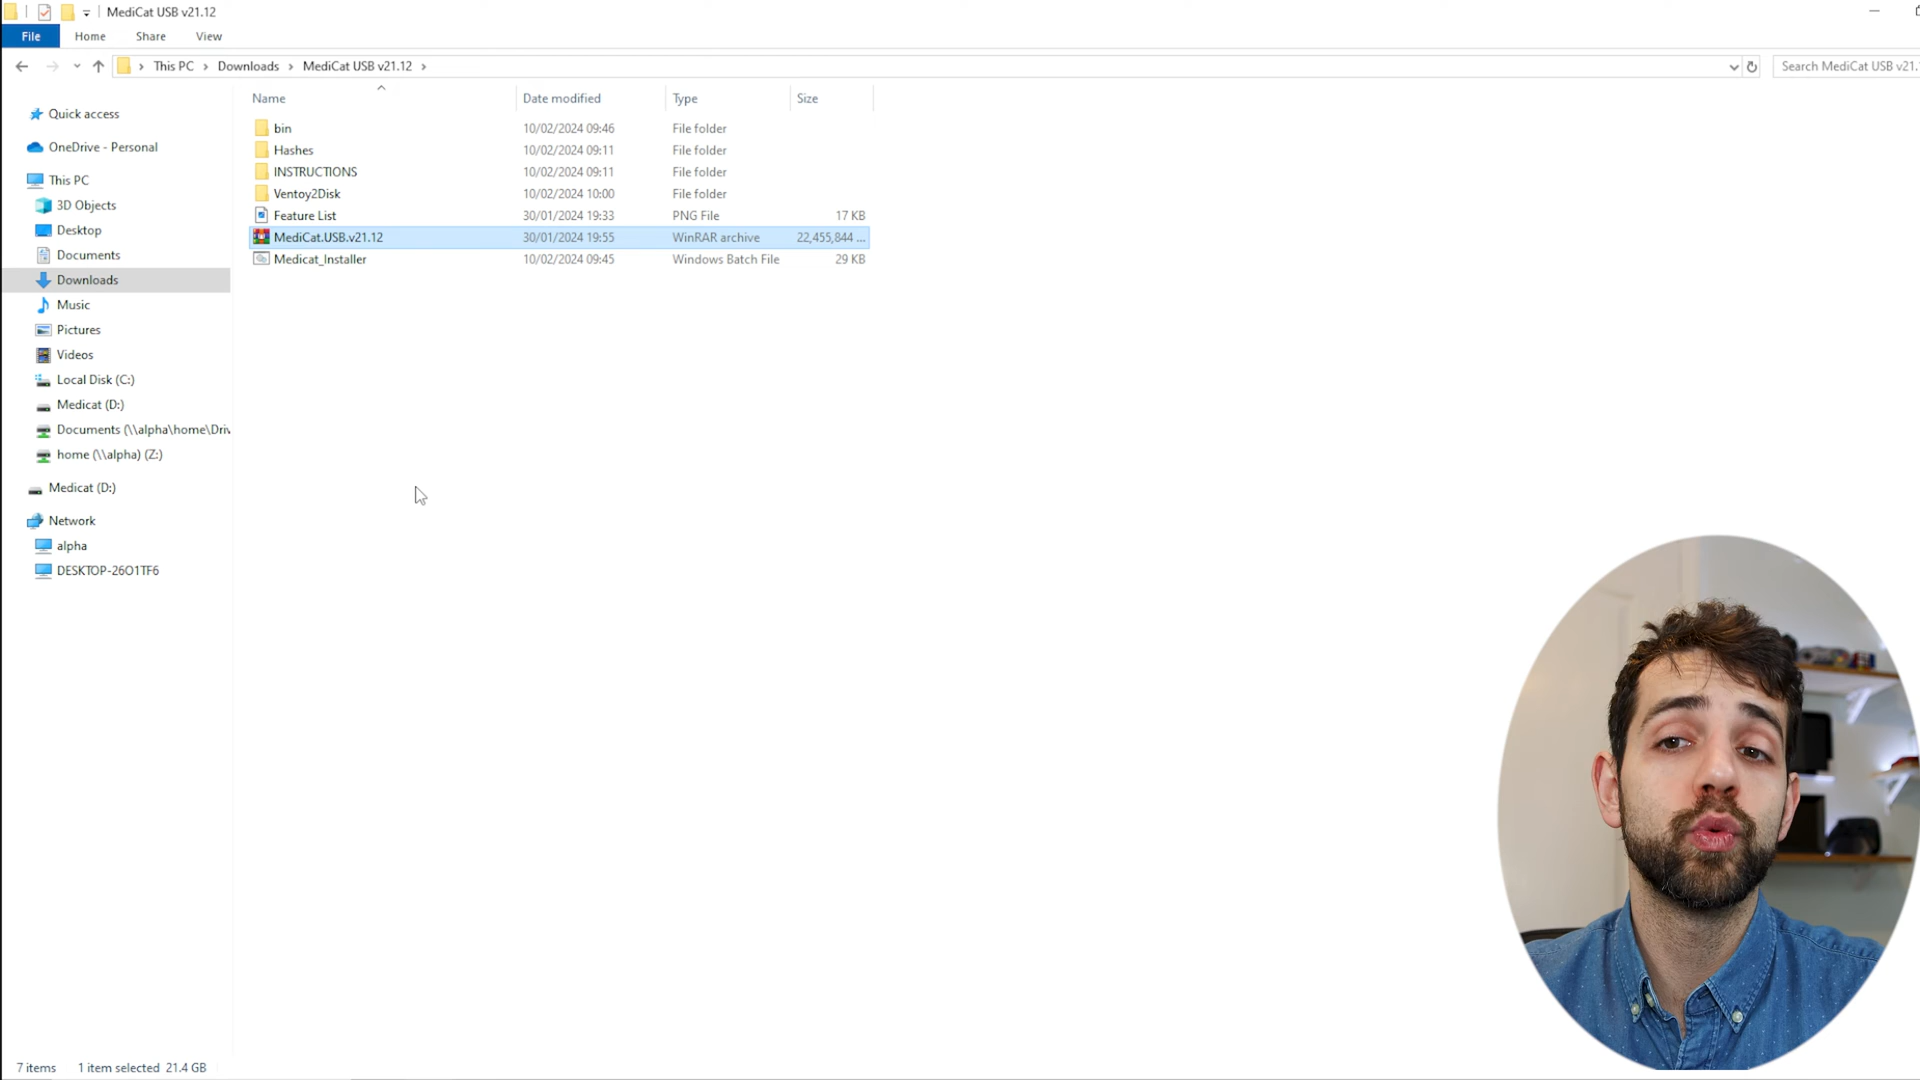 MediCat USB v21.12
File Home Share View
This PC > Downloads > MediCat USB v21.12 >
Search MediCat USB v21.1
Name Date modified Type Size
bin 10/02/2024 09:46 File folder
Hashes 10/02/2024 09:11 File folder
INSTRUCTIONS 10/02/2024 09:11 File folder
Ventoy2Disk 10/02/2024 10:00 File folder
Feature List 30/01/2024 19:33 PNG File 17 KB
MediCat.USB.v21.12 30/01/2024 19:55 WinRAR archive 22,455,844 ...
Medicat_Installer 10/02/2024 09:45 Windows Batch File 29 KB
Quick access
OneDrive - Personal
This PC
3D Objects
Desktop
Documents
Downloads
Music
Pictures
Videos
Local Disk (C:)
Medicat (D:)
Documents (\\alpha\home\Driv
home (\\alpha) (Z:)
Medicat (D:)
Network
alpha
DESKTOP-26O1TF6
7 items 1 item selected 21.4 GB